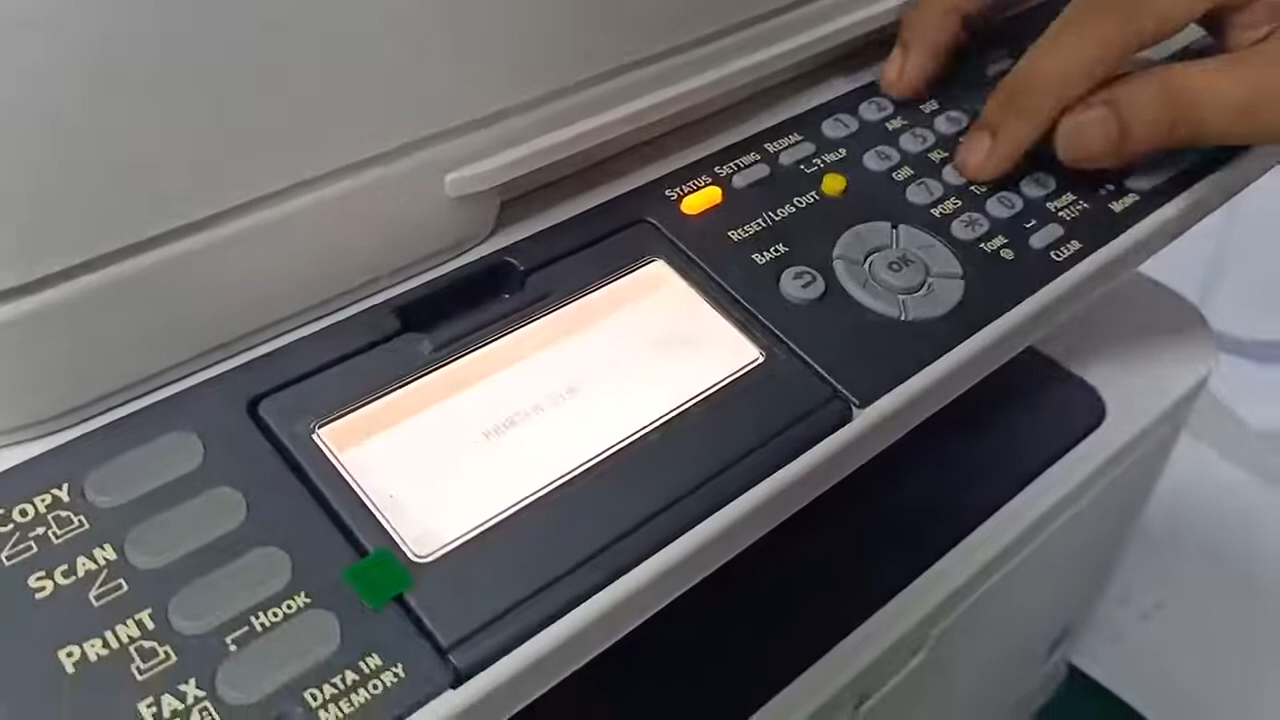 COPY
SCAN
PRINT
HOOK
FAX
DATA IN
MEMORY
STATUS
SETTING
REDIAL
? HELP
RESET/LOG OUT
BACK
OK
1
2
ABC
DEF
4
5
GHI
JKL
7
PQRS
*
0
TONE
@
PAUSE
CLEAR
MONO